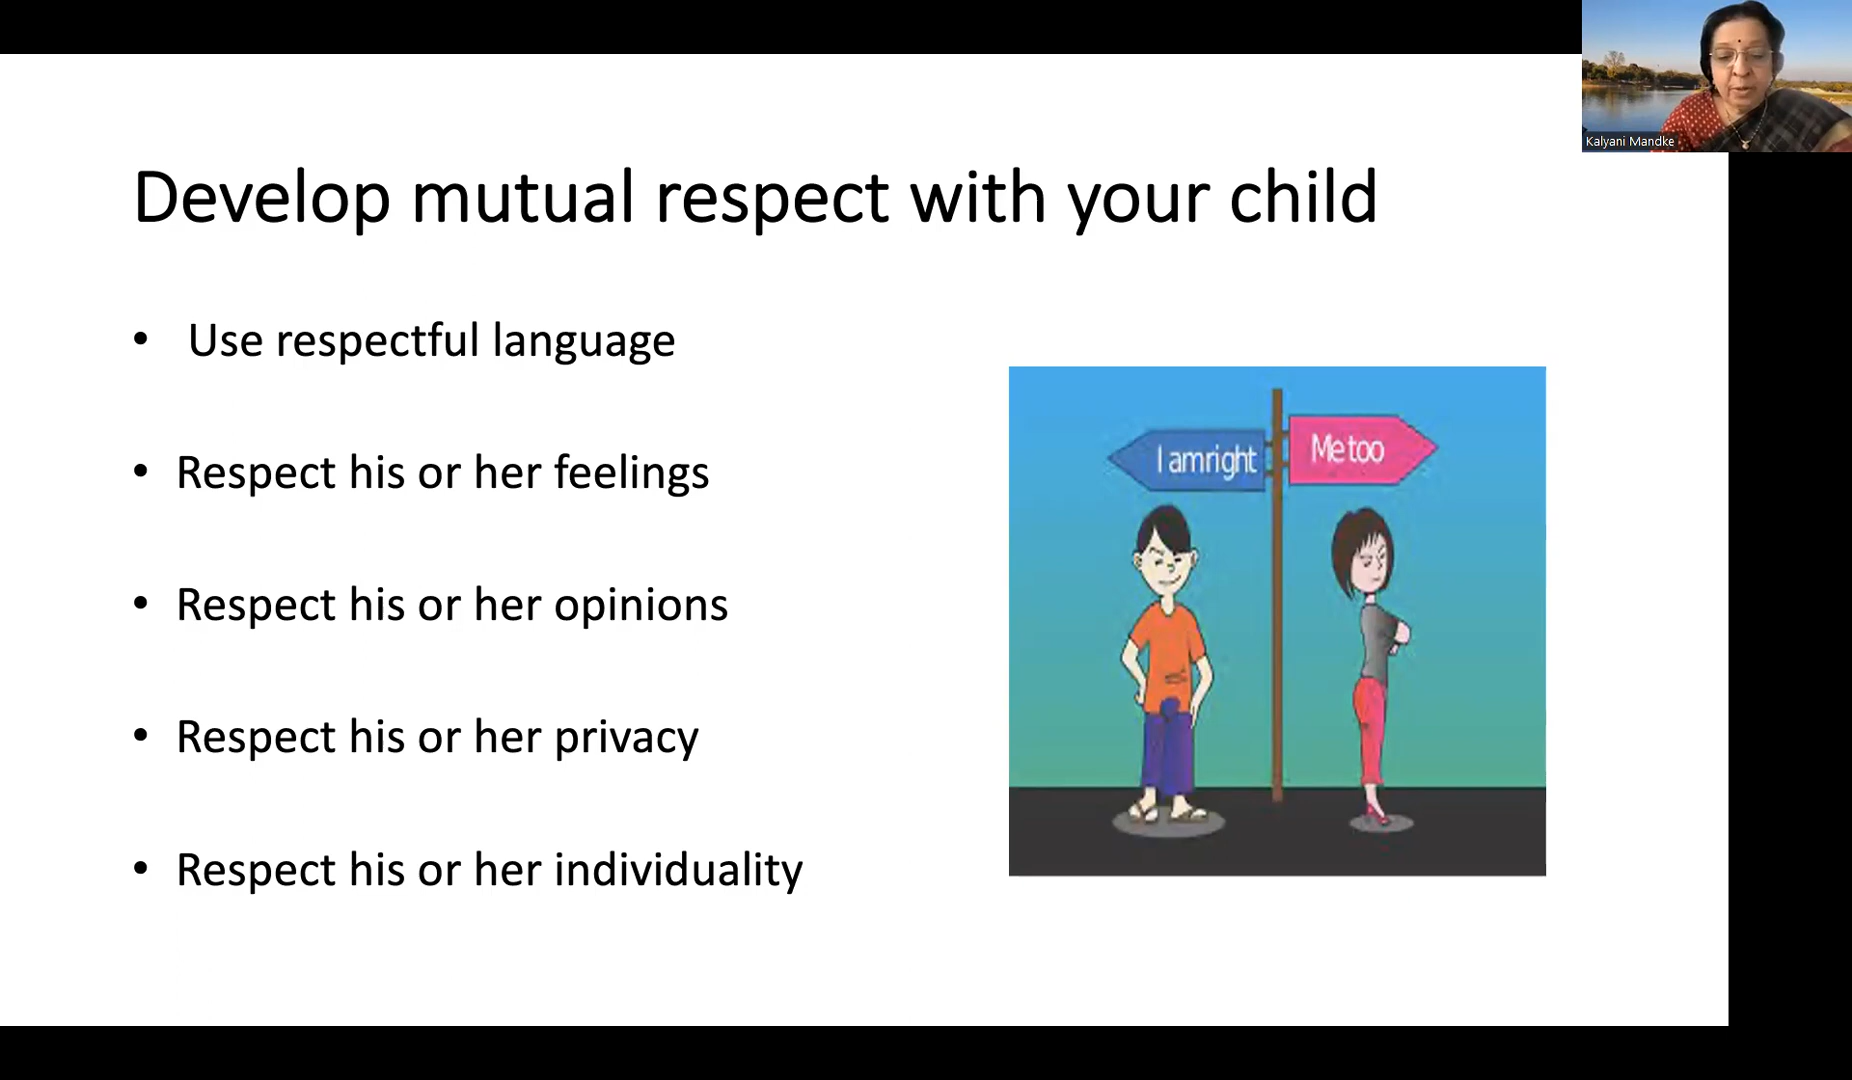 Kalyani Mandke
Develop mutual respect with your child
• Use respectful language
• Respect his or her feelings
• Respect his or her opinions
• Respect his or her privacy
• Respect his or her individuality
I am right
Me too